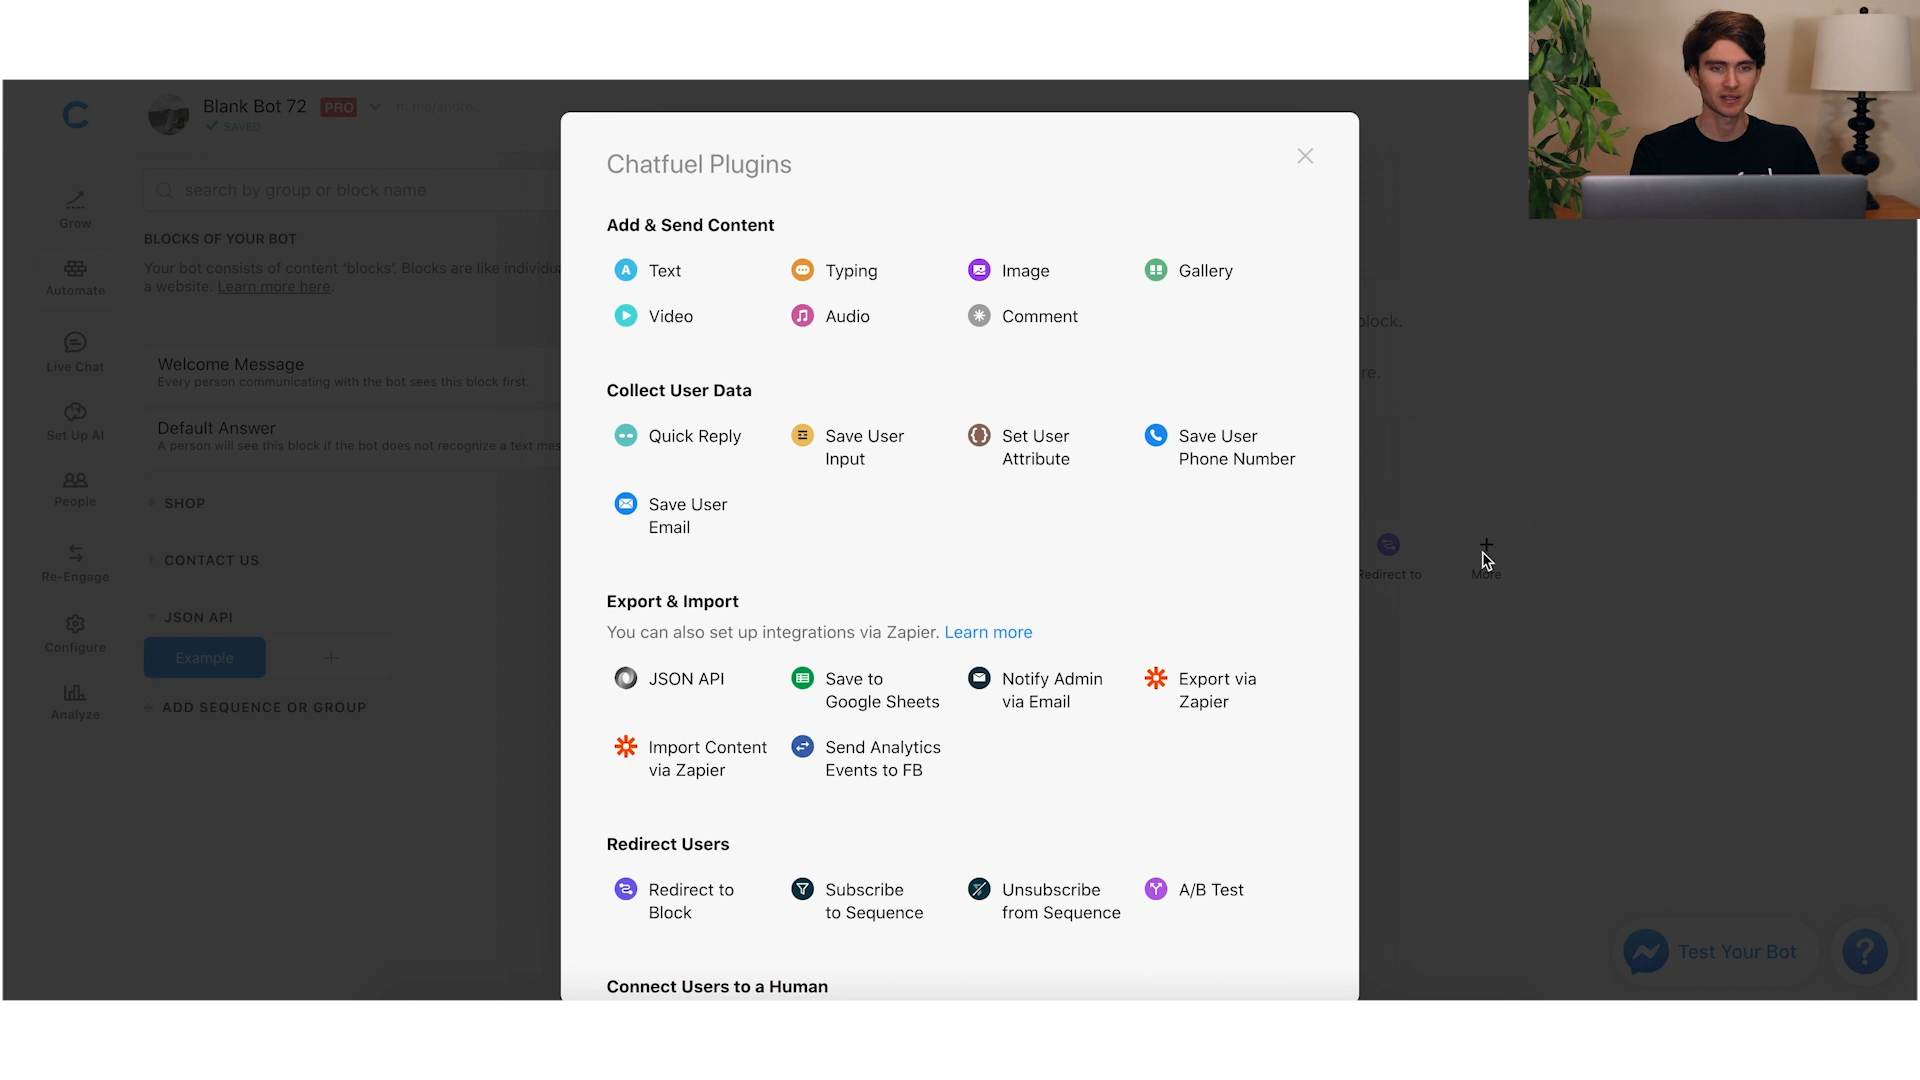 Blank Bot 72 PRO m.me/andre...
SAVED
search by group or block name
Grow
BLOCKS OF YOUR BOT
Your bot consists of content 'blocks'. Blocks are like individua
a website. Learn more here.
Automate
Live Chat
Welcome Message
Every person communicating with the bot sees this block first.
Set Up AI
Default Answer
A person will see this block if the bot does not recognize a text mes
People
SHOP
CONTACT US
Re-Engage
JSON API
Configure
Example
Analyze
ADD SEQUENCE OR GROUP
Chatfuel Plugins
Add & Send Content
Text
Typing
Image
Gallery
Video
Audio
Comment
Collect User Data
Quick Reply
Save User
Input
Set User
Attribute
Save User
Phone Number
Save User
Email
Export & Import
You can also set up integrations via Zapier. Learn more
JSON API
Save to
Google Sheets
Notify Admin
via Email
Export via
Zapier
Import Content
via Zapier
Send Analytics
Events to FB
Redirect Users
Redirect to
Block
Subscribe
to Sequence
Unsubscribe
from Sequence
A/B Test
Connect Users to a Human
block.
re.
Redirect to
More
Test Your Bot
?